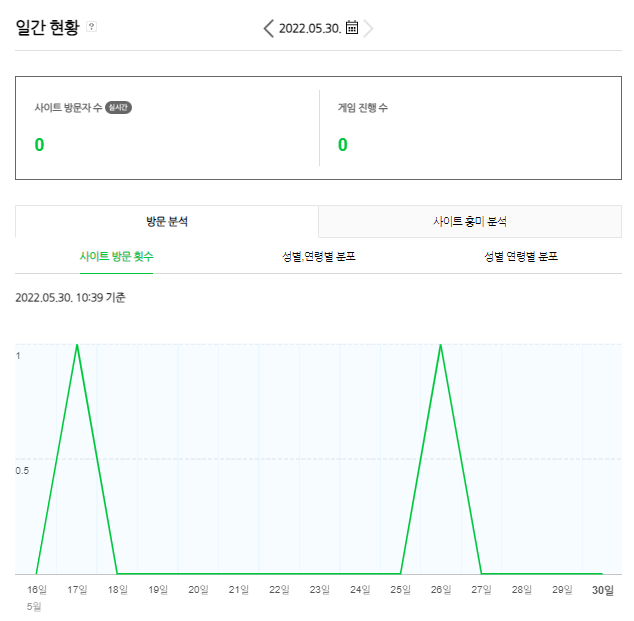 일간 현황 ?
2022.05.30.
사이트 방문자 수 실시간
0
게임 진행 수
0
방문 분석
사이트 흥미 분석
사이트 방문 횟수
성별,연령별 분포
성별 연령별 분포
2022.05.30. 10:39 기준
1
0.5
16일 17일 18일 19일 20일 21일 22일 23일 24일 25일 26일 27일 28일 29일 30일
5월